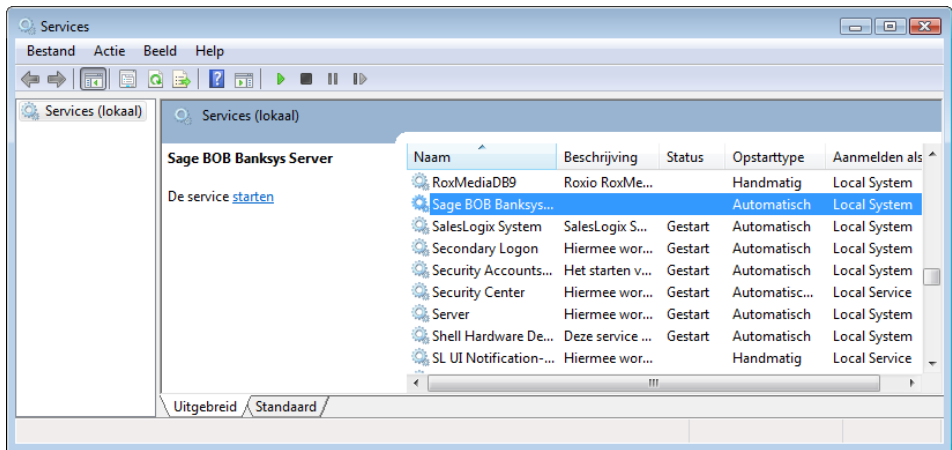 Services
Bestand Actie Beeld Help
Services (lokaal)
Services (lokaal)
Sage BOB Banksys Server
De service starten
Naam Beschrijving Status Opstarttype Aanmelden als
RoxMediaDB9 Roxio RoxMe... Handmatig Local System
Sage BOB Banksys... Automatisch Local System
SalesLogix System SalesLogix S... Gestart Automatisch Local System
Secondary Logon Hiermee wor... Gestart Automatisch Local System
Security Accounts... Het starten v... Gestart Automatisch Local System
Security Center Hiermee wor... Gestart Automatisc... Local Service
Server Hiermee wor... Gestart Automatisch Local System
Shell Hardware De... Deze service ... Gestart Automatisch Local System
SL UI Notification-... Hiermee wor... Handmatig Local Service
Uitgebreid Standaard